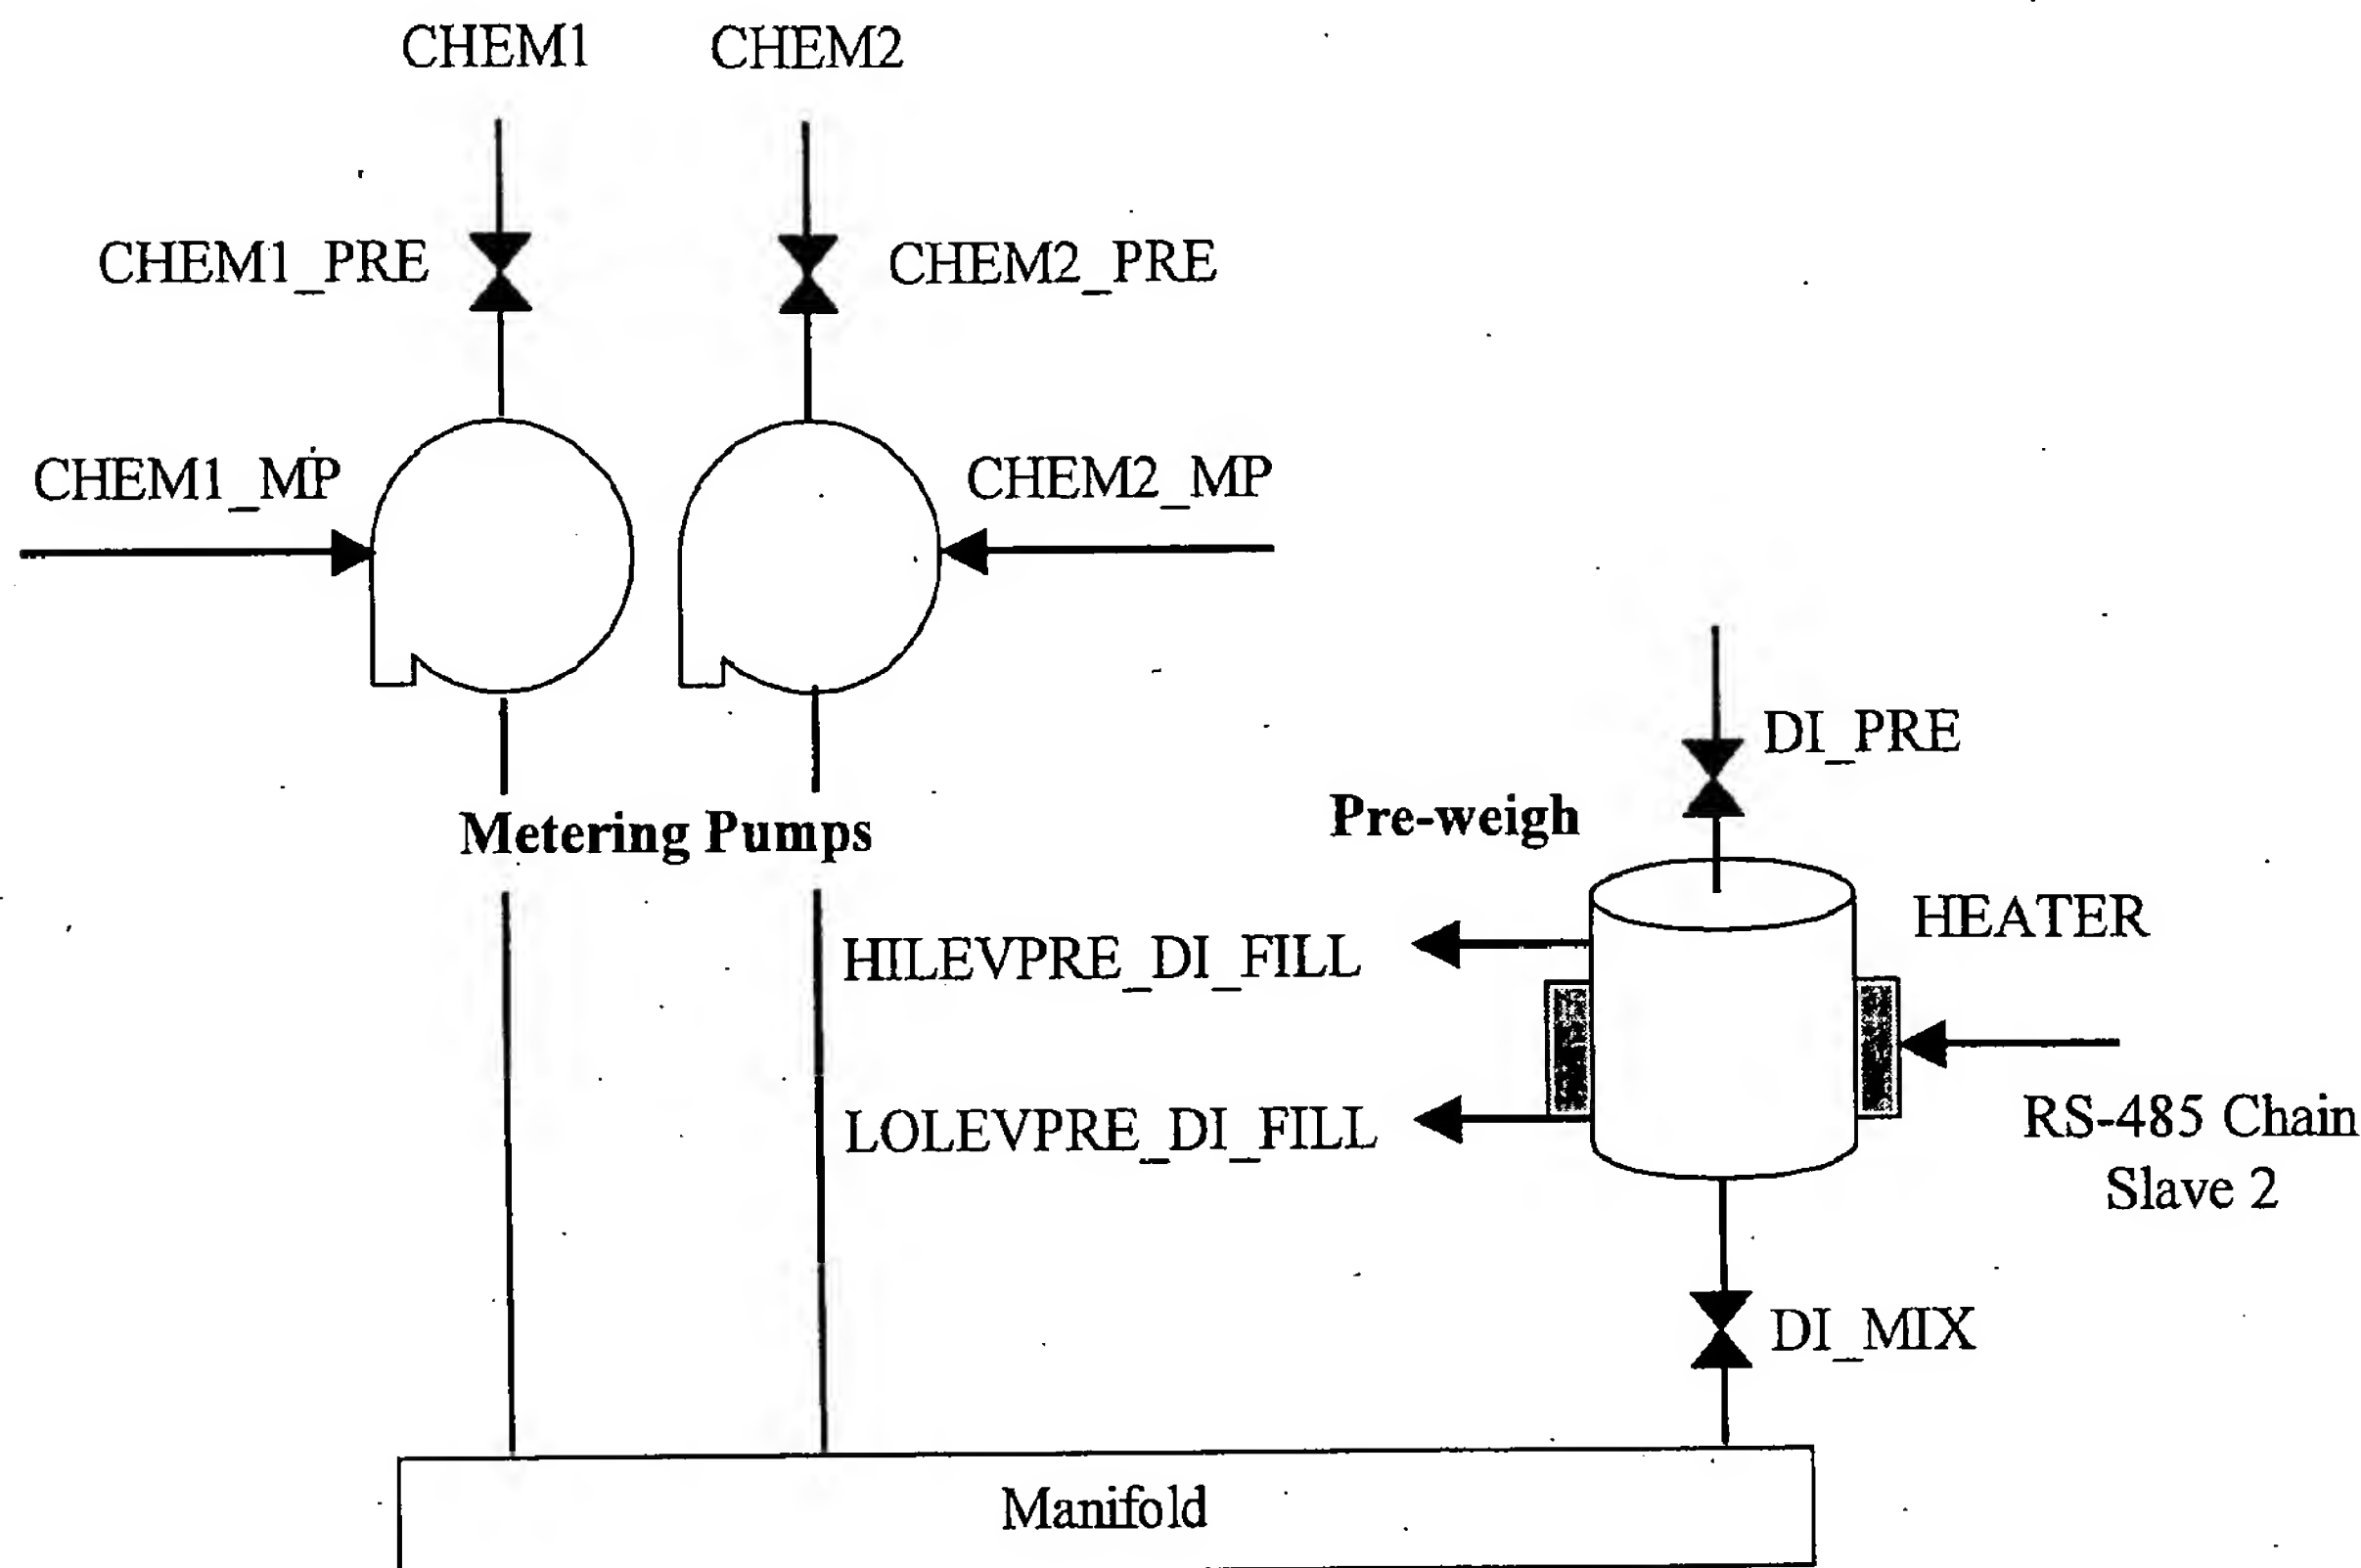 CHEM1 CHEM2
CHEM1_PRE CHEM2_PRE
CHEM1_MP CHEM2_MP
DI_PRE
Metering Pumps Pre-weigh
HEATER
HILEVPRE_DI_FILL
LOLEVPRE_DI_FILL
RS-485 Chain
Slave 2
DI_MIX
Manifold